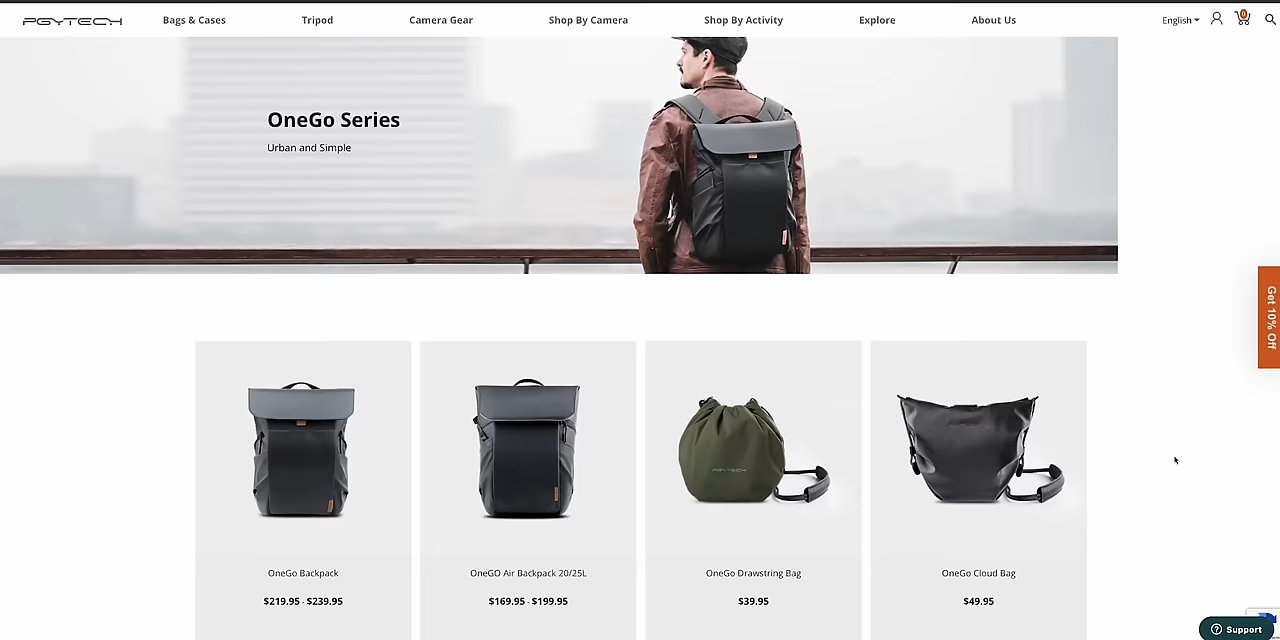 PGYTECH
Bags & Cases
Tripod
Camera Gear
Shop By Camera
Shop By Activity
Explore
About Us
English
0
OneGo Series
Urban and Simple
Get 10% Off
PGYTECH
OneGo Backpack
OneGO Air Backpack 20/25L
OneGo Drawstring Bag
OneGo Cloud Bag
$219.95 - $239.95
$169.95 - $199.95
$39.95
$49.95
Support